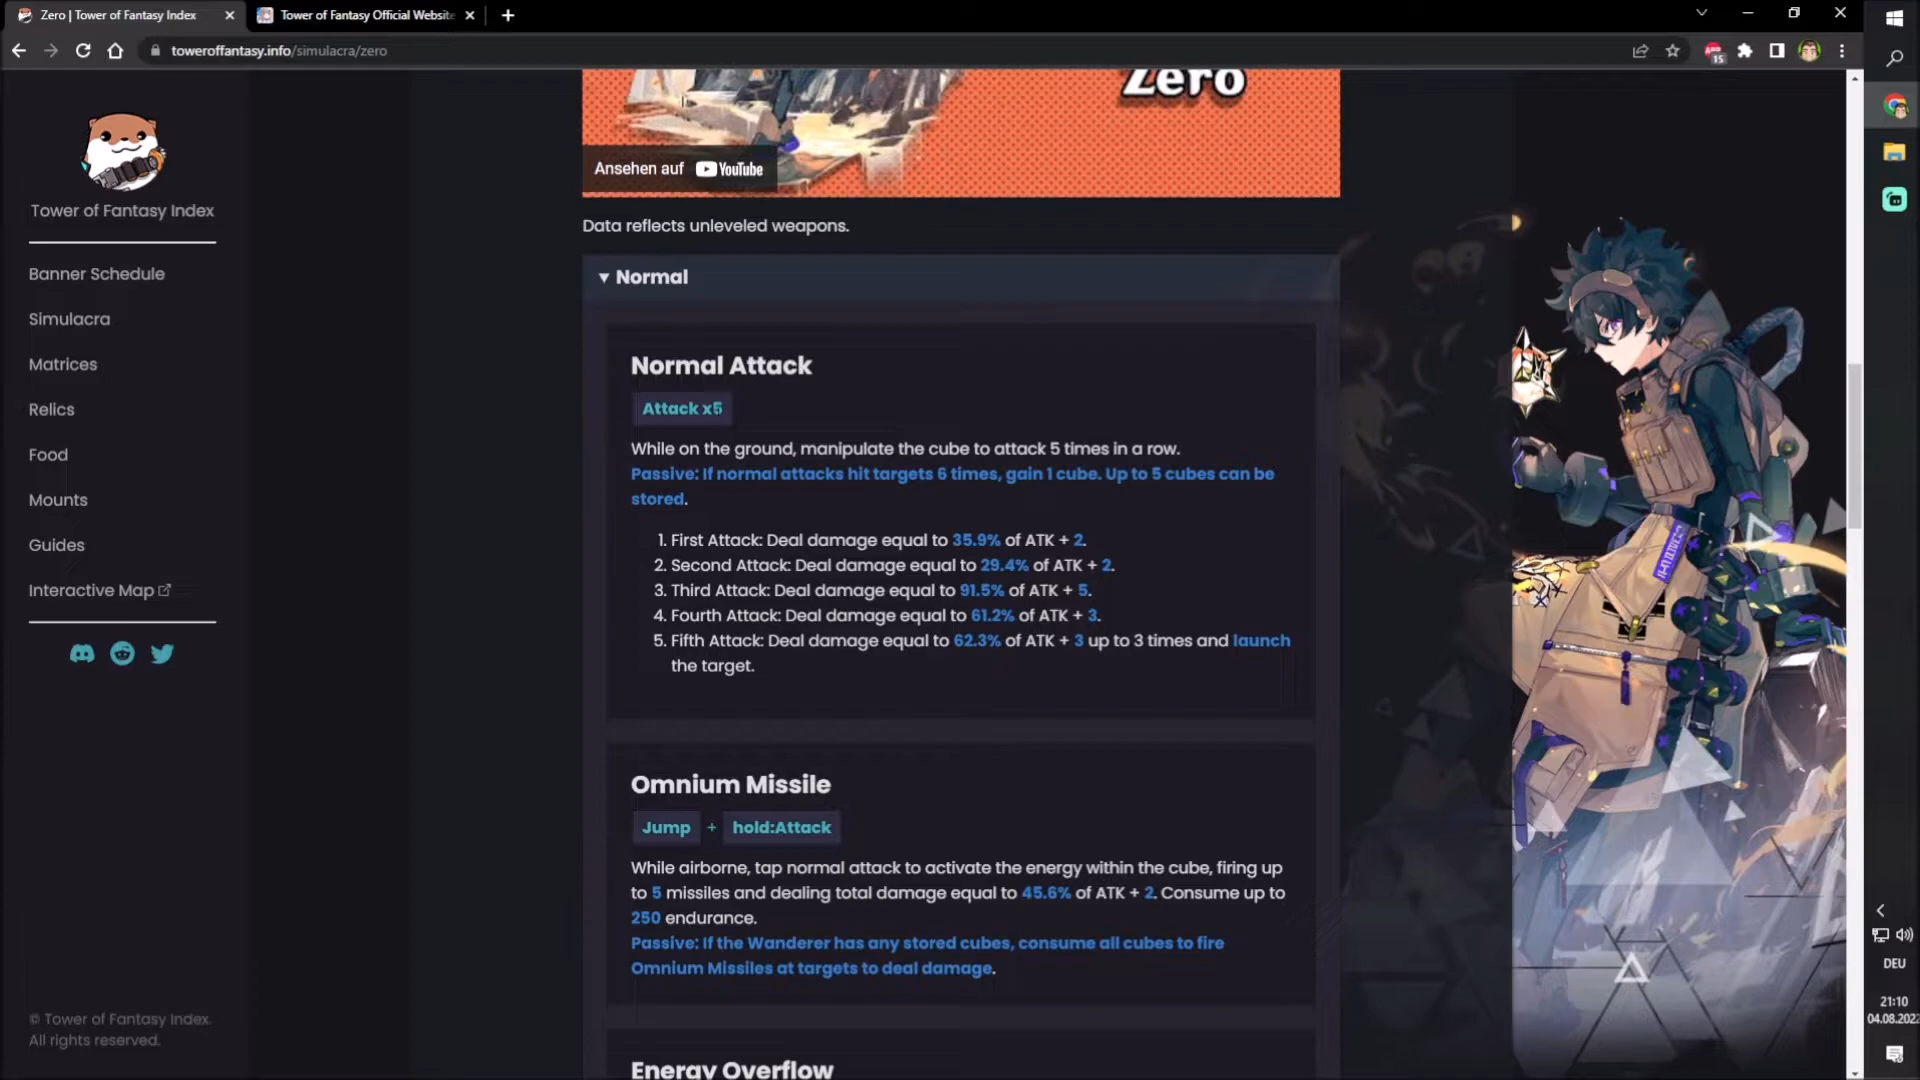 Zero | Tower of Fantasy Index
Tower of Fantasy Official Website
toweroffantasy.info/simulacra/zero
15
Zero
Ansehen auf YouTube
Tower of Fantasy Index
Banner Schedule
Simulacra
Matrices
Relics
Food
Mounts
Guides
Interactive Map
© Tower of Fantasy Index.
All rights reserved.
Data reflects unleveled weapons.
▼ Normal
Normal Attack
Attack x5
While on the ground, manipulate the cube to attack 5 times in a row.
Passive: If normal attacks hit targets 6 times, gain 1 cube. Up to 5 cubes can be
stored.
1. First Attack: Deal damage equal to 35.9% of ATK + 2.
2. Second Attack: Deal damage equal to 29.4% of ATK + 2.
3. Third Attack: Deal damage equal to 91.5% of ATK + 5.
4. Fourth Attack: Deal damage equal to 61.2% of ATK + 3.
5. Fifth Attack: Deal damage equal to 62.3% of ATK + 3 up to 3 times and launch
the target.
Omnium Missile
Jump + hold:Attack
While airborne, tap normal attack to activate the energy within the cube, firing up
to 5 missiles and dealing total damage equal to 45.6% of ATK + 2. Consume up to
250 endurance.
Passive: If the Wanderer has any stored cubes, consume all cubes to fire
Omnium Missiles at targets to deal damage.
Energy Overflow
DEU
21:10
04.08.2022